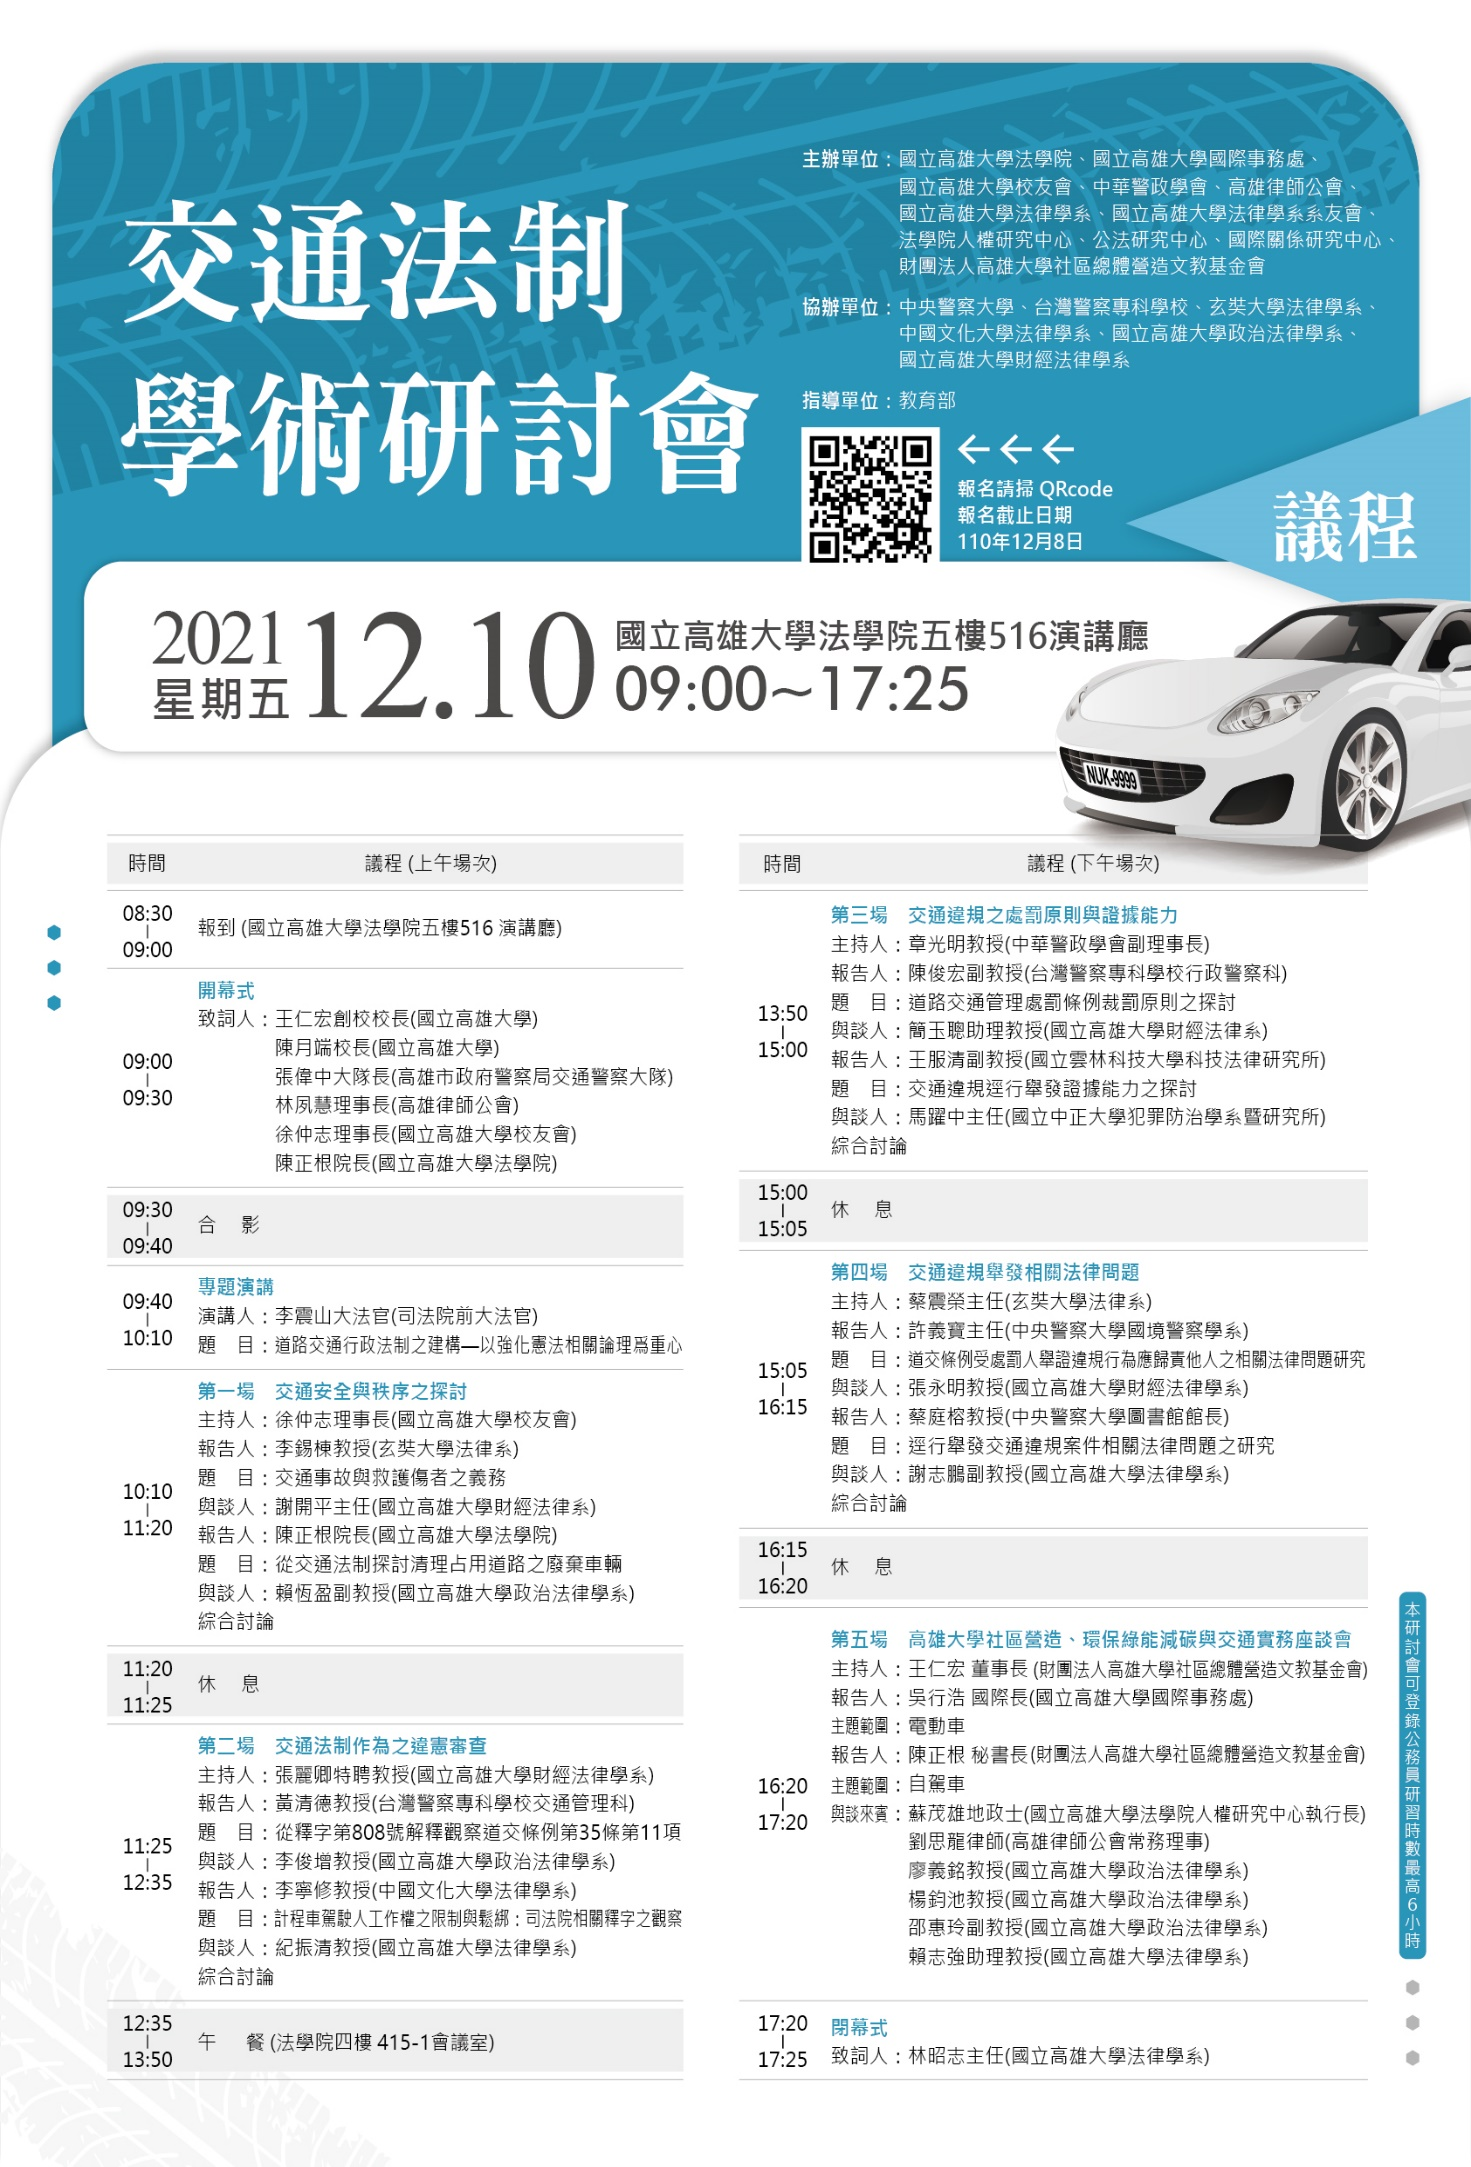 交通法制
學術研討會
主辦單位：國立高雄大學法學院、國立高雄大學國際事務處、
國立高雄大學校友會、中華警政學會、高雄律師公會、
國立高雄大學法律學系、國立高雄大學法律學系系友會、
法學院人權研究中心、公法研究中心、國際關係研究中心、
財團法人高雄大學社區總體營造文教基金會
協辦單位：中央警察大學、台灣警察專科學校、玄奘大學法律學系、
中國文化大學法律學系、國立高雄大學政治法律學系、
國立高雄大學財經法律學系
指導單位：教育部
報名請掃 QRcode
報名截止日期
110年12月8日
議程
2021
星期五
12.10
國立高雄大學法學院五樓516演講廳
09:00~17:25
NUK-9999
時間 議程 (上午場次)
08:30
|
09:00
報到 (國立高雄大學法學院五樓516 演講廳)
09:00
|
09:30
開幕式
致詞人：王仁宏創校校長(國立高雄大學)
陳月端校長(國立高雄大學)
張偉中大隊長(高雄市政府警察局交通警察大隊)
林夙慧理事長(高雄律師公會)
徐仲志理事長(國立高雄大學校友會)
陳正根院長(國立高雄大學法學院)
09:30
|
09:40
合 影
09:40
|
10:10
專題演講
演講人：李震山大法官(司法院前大法官)
題 目：道路交通行政法制之建構—以強化憲法相關論理爲重心
10:10
|
11:20
第一場 交通安全與秩序之探討
主持人：徐仲志理事長(國立高雄大學校友會)
報告人：李錫棟教授(玄奘大學法律系)
題 目：交通事故與救護傷者之義務
與談人：謝開平主任(國立高雄大學財經法律系)
報告人：陳正根院長(國立高雄大學法學院)
題 目：從交通法制探討清理占用道路之廢棄車輛
與談人：賴恆盈副教授(國立高雄大學政治法律學系)
綜合討論
11:20
|
11:25
休 息
11:25
|
12:35
第二場 交通法制作為之違憲審查
主持人：張麗卿特聘教授(國立高雄大學財經法律學系)
報告人：黃清德教授(台灣警察專科學校交通管理科)
題 目：從釋字第808號解釋觀察道交條例第35條第11項
與談人：李俊增教授(國立高雄大學政治法律學系)
報告人：李寧修教授(中國文化大學法律學系)
題 目：計程車駕駛人工作權之限制與鬆綁：司法院相關釋字之觀察
與談人：紀振清教授(國立高雄大學法律學系)
綜合討論
12:35
|
13:50
午 餐 (法學院四樓 415-1會議室)
時間 議程 (下午場次)
13:50
|
15:00
第三場 交通違規之處罰原則與證據能力
主持人：章光明教授(中華警政學會副理事長)
報告人：陳俊宏副教授(台灣警察專科學校行政警察科)
題 目：道路交通管理處罰條例裁罰原則之探討
與談人：簡玉聰助理教授(國立高雄大學財經法律系)
報告人：王服清副教授(國立雲林科技大學科技法律研究所)
題 目：交通違規逕行舉發證據能力之探討
與談人：馬躍中主任(國立中正大學犯罪防治學系暨研究所)
綜合討論
15:00
|
15:05
休 息
15:05
|
16:15
第四場 交通違規舉發相關法律問題
主持人：蔡震榮主任(玄奘大學法律系)
報告人：許義寶主任(中央警察大學國境警察學系)
題 目：道交條例受處罰人舉證違規行為應歸責他人之相關法律問題研究
與談人：張永明教授(國立高雄大學財經法律學系)
報告人：蔡庭榕教授(中央警察大學圖書館館長)
題 目：逕行舉發交通違規案件相關法律問題之研究
與談人：謝志鵬副教授(國立高雄大學法律學系)
綜合討論
16:15
|
16:20
休 息
16:20
|
17:20
第五場 高雄大學社區營造、環保綠能減碳與交通實務座談會
主持人：王仁宏 董事長 (財團法人高雄大學社區總體營造文教基金會)
報告人：吳行浩 國際長(國立高雄大學國際事務處)
主題範圍：電動車
報告人：陳正根 秘書長(財團法人高雄大學社區總體營造文教基金會)
主題範圍：自駕車
與談來賓：蘇茂雄地政士(國立高雄大學法學院人權研究中心執行長)
劉思龍律師(高雄律師公會常務理事)
廖義銘教授(國立高雄大學政治法律學系)
楊鈞池教授(國立高雄大學政治法律學系)
邵惠玲副教授(國立高雄大學政治法律學系)
賴志強助理教授(國立高雄大學法律學系)
17:20
|
17:25
閉幕式
致詞人：林昭志主任(國立高雄大學法律學系)
本研討會可登錄公務員研習時數最高6小時